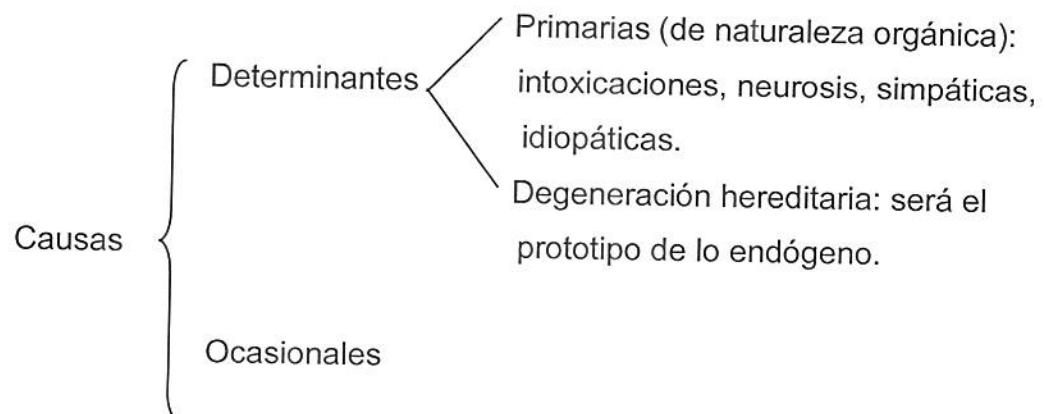 Primarias (de naturaleza orgánica):
Determinantes
intoxicaciones, neurosis, simpáticas,
idiopáticas.
Degeneración hereditaria: será el
Causas
prototipo de lo endógeno.
Ocasionales